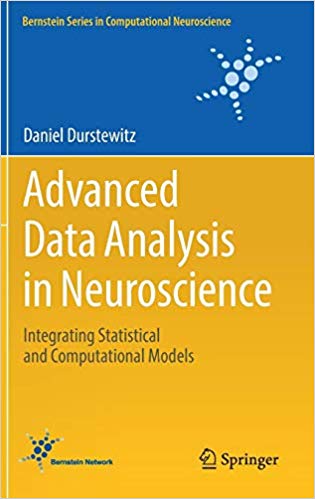 Bernstein Series in Computational Neuroscience
Daniel Durstewitz
Advanced
Data Analysis
in Neuroscience
Integrating Statistical
and Computational Models
Bernstein Network
Springer